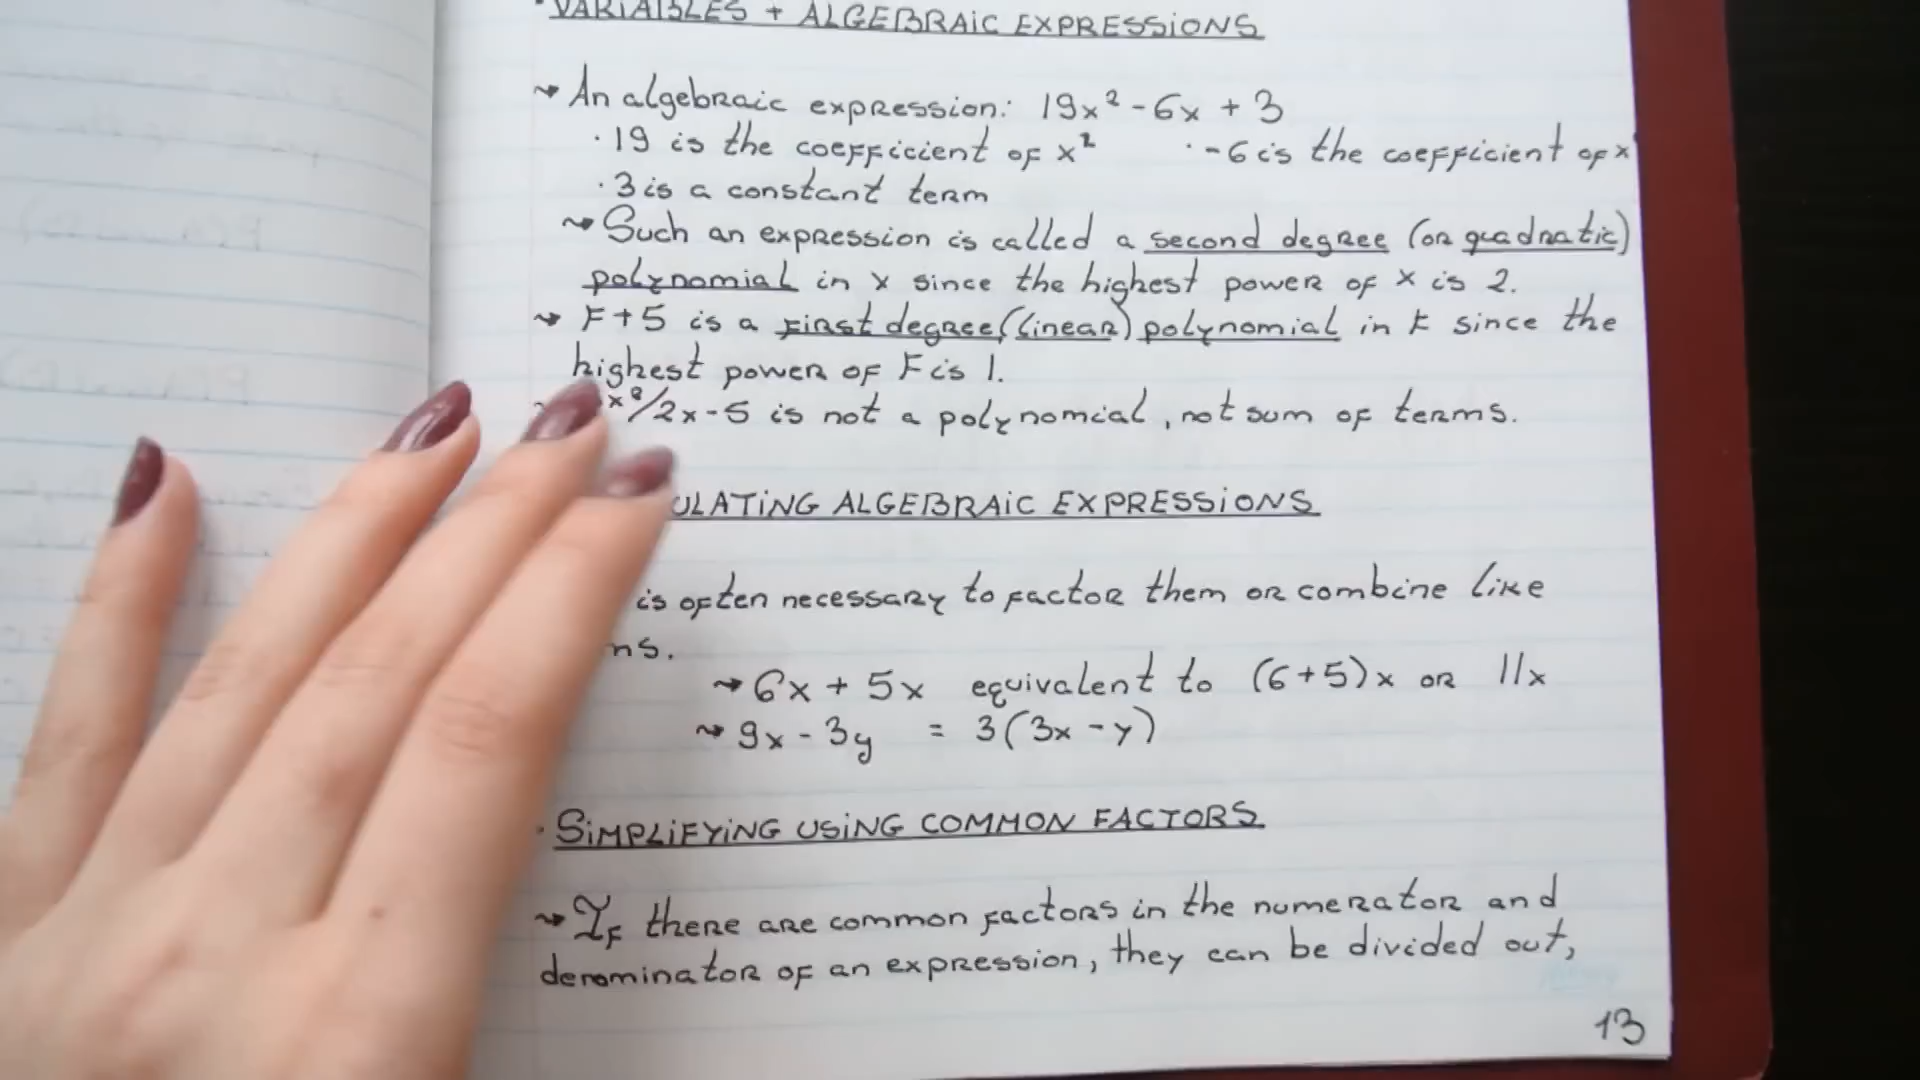 · VARIABLES + ALGEBRAIC EXPRESSIONS
An algebraic expression: 19x² - 6x + 3
· 19 is the coefficient of x² · -6 is the coefficient of x
· 3 is a constant term
Such an expression is called a second degree (or quadratic)
polynomial in x since the highest power of x is 2.
F + 5 is a first degree (linear) polynomial in F since the
highest power of F is 1.
/2x - 5 is not a polynomial, not sum of terms.
ULATING ALGEBRAIC EXPRESSIONS
is often necessary to factor them or combine like
ms.
6x + 5x equivalent to (6+5)x or 11x
9x - 3y = 3(3x - y)
· SIMPLIFYING USING COMMON FACTORS
If there are common factors in the numerator and
denominator of an expression, they can be divided out,
13